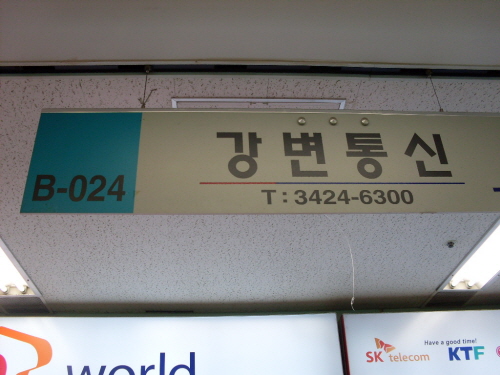 강변통신
B-024
T: 3424-6300
world
Have a good time!
SK telecom
KTF